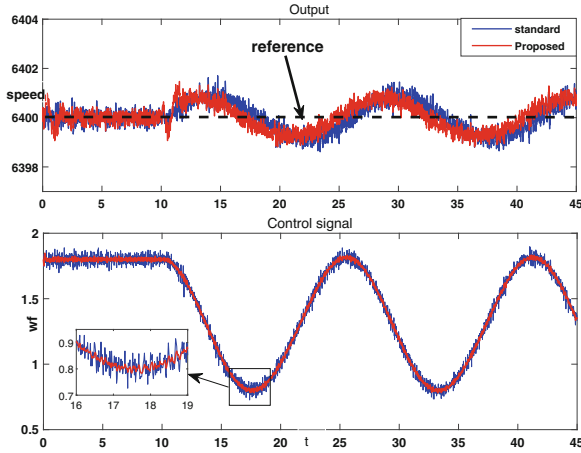 Output
6404
6402
speed
6400
6398
reference
standard
Proposed
0 5 10 15 20 25 30 35 40 45
Control signal
2
1.5
wf
1
0.5
0.9
0.8
0.7
16 17 18 19
0 5 10 15 20 25 30 35 40 45
t